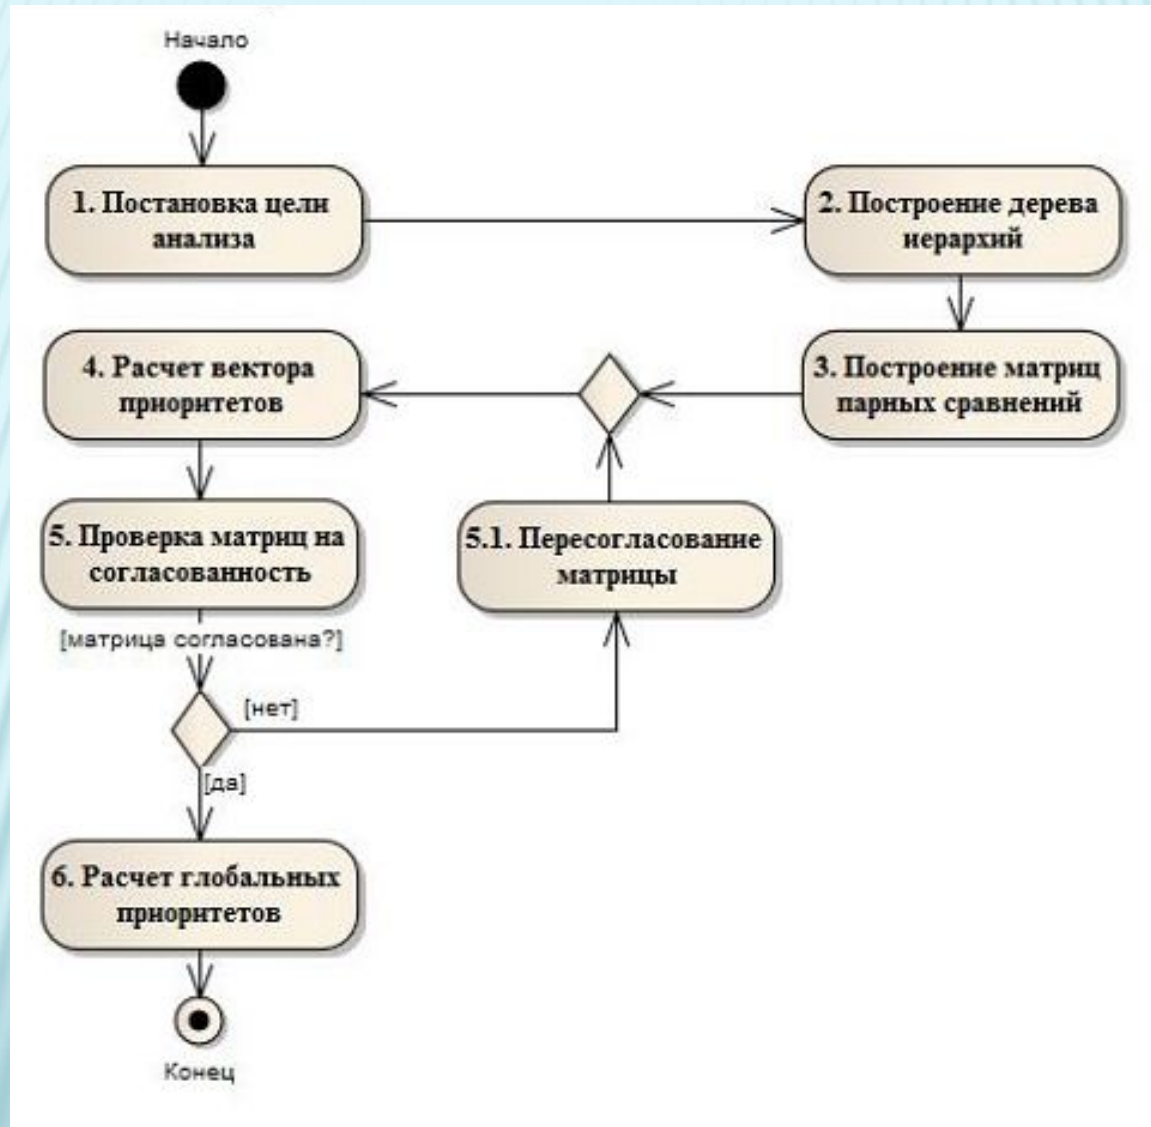 Начало
1. Постановка цели
анализа
2. Построение дерева
иерархий
3. Построение матриц
парных сравнений
4. Расчет вектора
приоритетов
5. Проверка матриц на
согласованность
5.1. Пересогласование
матрицы
[матрица согласована?]
[нет]
[да]
6. Расчет глобальных
приоритетов
Конец